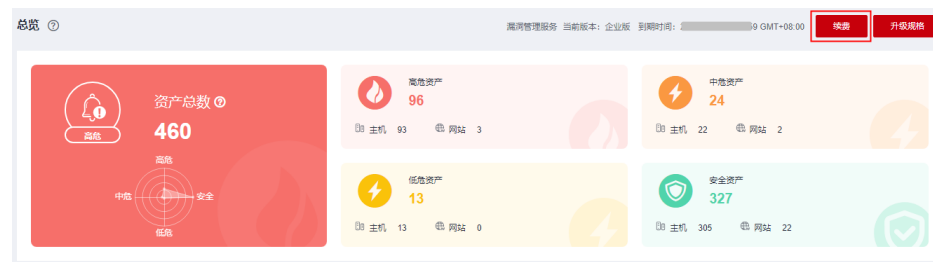 总览
漏洞管理服务 当前版本：企业版 到期时间： 9 GMT+08:00 续费 升级规格
资产总数
460
高危
高危
中危
安全
低危
高危资产
96
主机 93 网站 3
中危资产
24
主机 22 网站 2
低危资产
13
主机 13 网站 0
安全资产
327
主机 305 网站 22